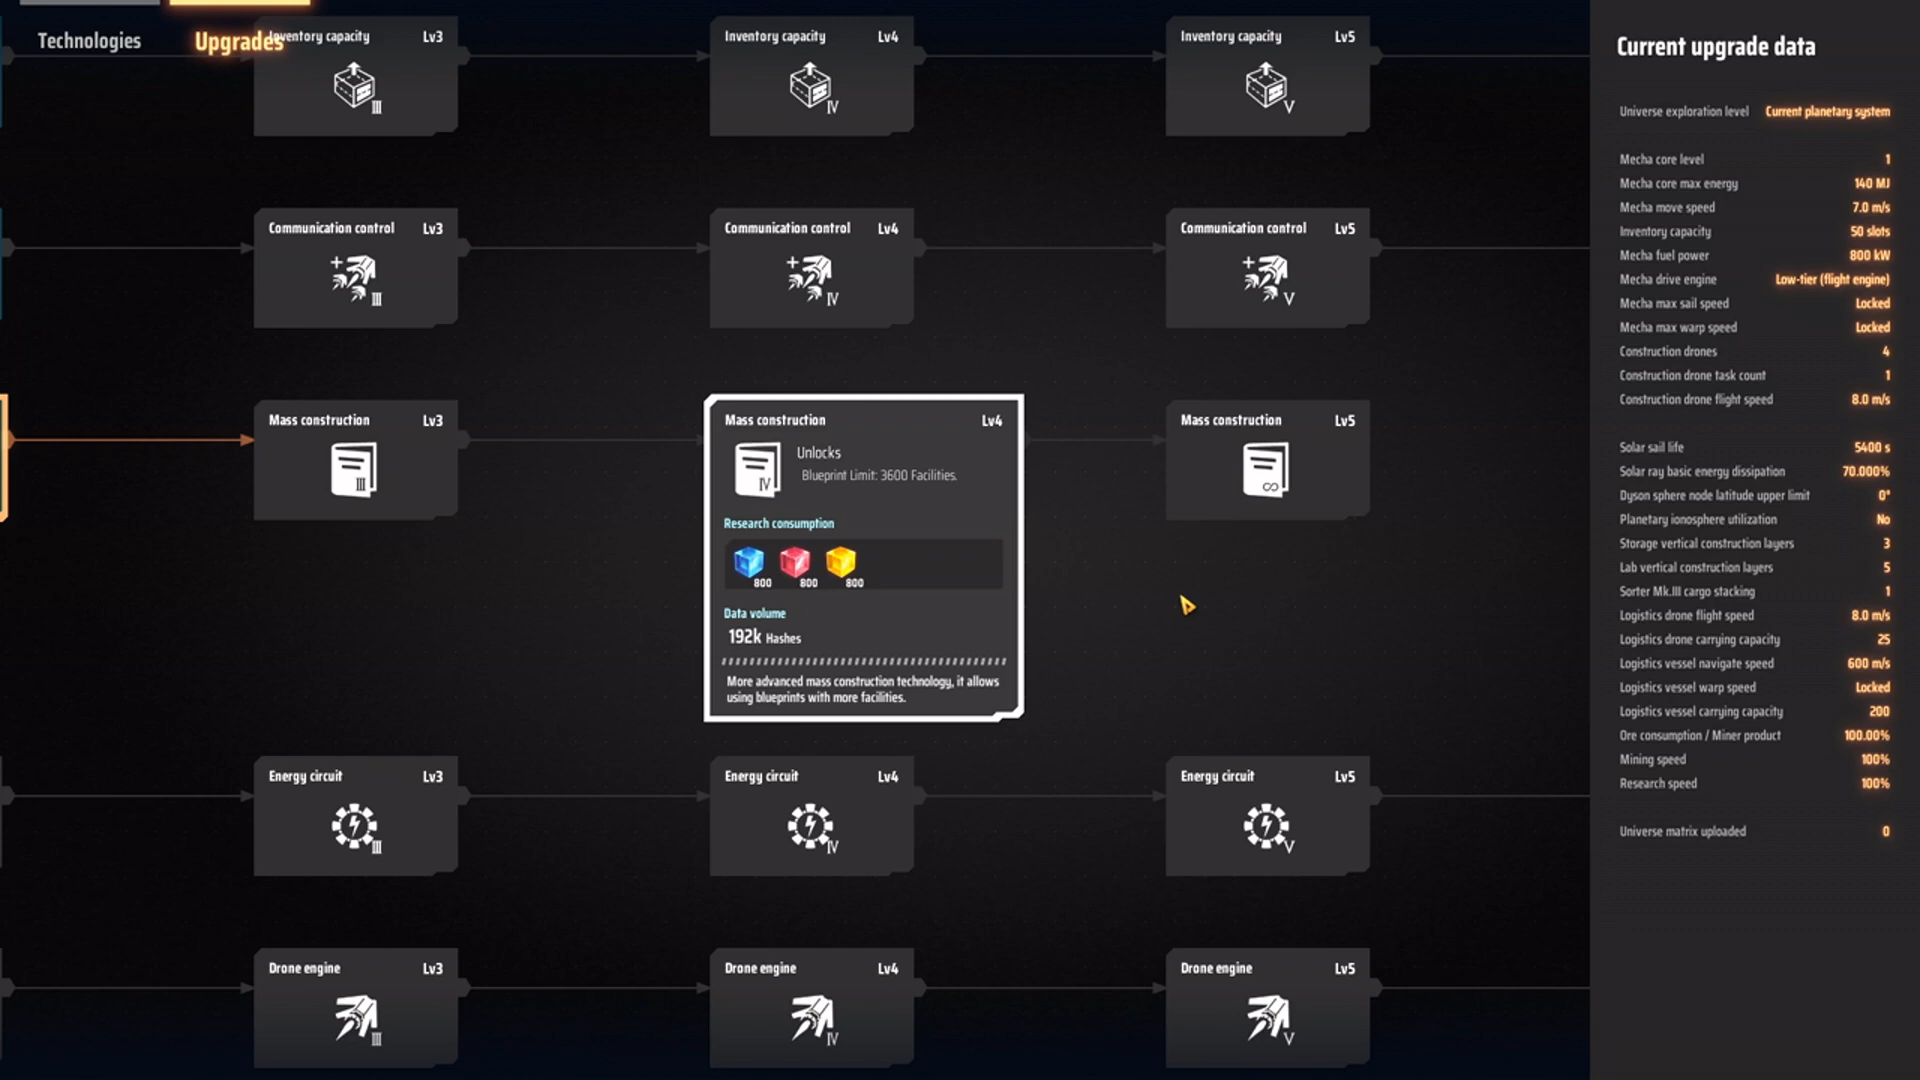 Technologies
Upgrades
Inventory capacity Lv3
III
Inventory capacity Lv4
IV
Inventory capacity Lv5
V
Communication control Lv3
III
Communication control Lv4
IV
Communication control Lv5
V
Mass construction Lv3
III
Mass construction Lv4
IV
Unlocks
Blueprint Limit: 3600 Facilities.
Research consumption
800 800 800
Data volume
192k Hashes
More advanced mass construction technology, it allows
using blueprints with more facilities.
Mass construction Lv5
∞
Energy circuit Lv3
III
Energy circuit Lv4
IV
Energy circuit Lv5
V
Drone engine Lv3
III
Drone engine Lv4
IV
Drone engine Lv5
V
Current upgrade data
Universe exploration level Current planetary system
Mecha core level 1
Mecha core max energy 140 MJ
Mecha move speed 7.0 m/s
Inventory capacity 50 slots
Mecha fuel power 800 kW
Mecha drive engine Low-tier (flight engine)
Mecha max sail speed Locked
Mecha max warp speed Locked
Construction drones 4
Construction drone task count 1
Construction drone flight speed 8.0 m/s
Solar sail life 5400 s
Solar ray basic energy dissipation 70.000%
Dyson sphere node latitude upper limit 0°
Planetary ionosphere utilization No
Storage vertical construction layers 3
Lab vertical construction layers 5
Sorter Mk.III cargo stacking 1
Logistics drone flight speed 8.0 m/s
Logistics drone carrying capacity 25
Logistics vessel navigate speed 600 m/s
Logistics vessel warp speed Locked
Logistics vessel carrying capacity 200
Ore consumption / Miner product 100.00%
Mining speed 100%
Research speed 100%
Universe matrix uploaded 0